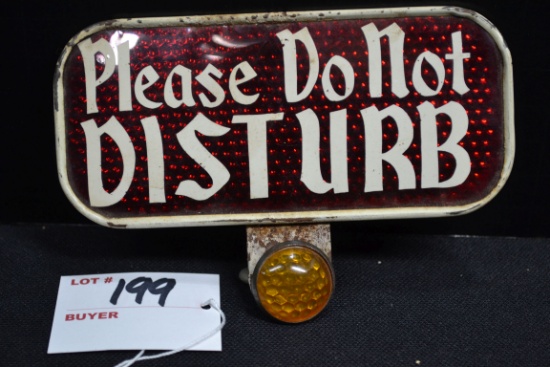 Please Do Not
DISTURB
LOT # 199
BUYER